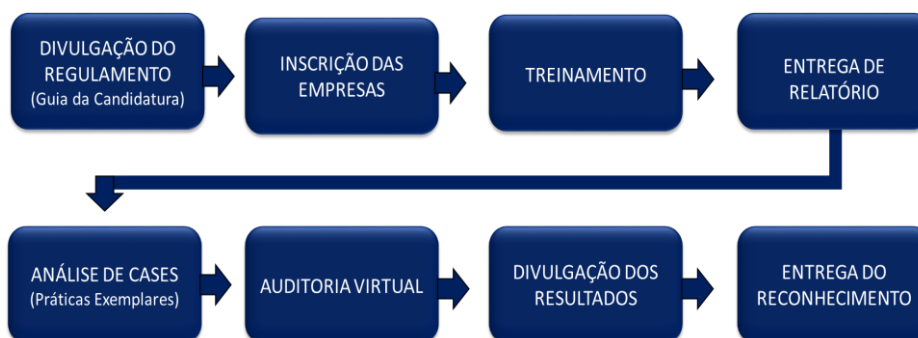 DIVULGAÇÃO DO
REGULAMENTO
(Guia da Candidatura)
INSCRIÇÃO DAS
EMPRESAS
TREINAMENTO
ENTREGA DE
RELATÓRIO
ANÁLISE DE CASES
(Práticas Exemplares)
AUDITORIA VIRTUAL
DIVULGAÇÃO DOS
RESULTADOS
ENTREGA DO
RECONHECIMENTO